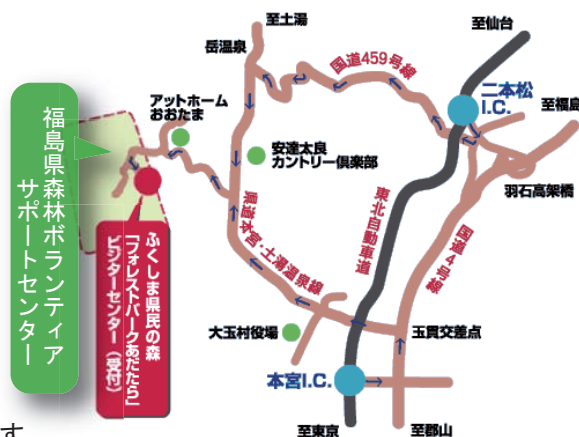 至土湯
岳温泉
国道459号線
至仙台
二本松
I.C.
至福島
羽石高架橋
アットホーム
おおたま
安達太良
カントリー倶楽部
福島県森林ボランティア
サポートセンター
ふくしま県民の森
「フォレストパークあだたら」
ビジターセンター（受付）
県道本宮・土湯温泉線
東北自動車道
国道4号線
大玉村役場
玉貫交差点
本宮I.C.
至東京
至郡山
す